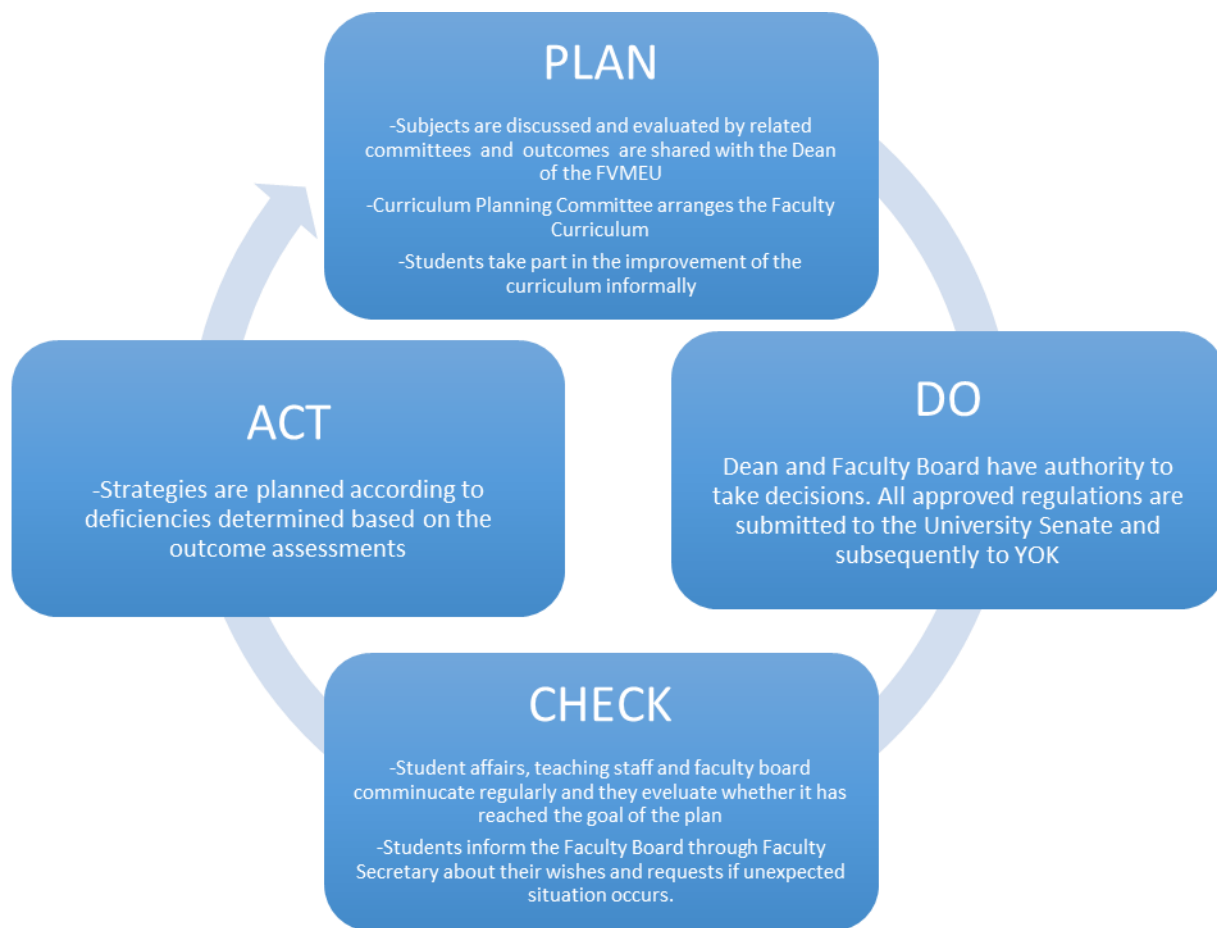 PLAN
-Subjects are discussed and evaluated by related
committees and outcomes are shared with the Dean
of the FVMEU
-Curriculum Planning Committee arranges the Faculty
Curriculum
-Students take part in the improvement of the
curriculum informally
DO
Dean and Faculty Board have authority to
take decisions. All approved regulations are
submitted to the University Senate and
subsequently to YOK
CHECK
-Student affairs, teaching staff and faculty board
comminucate regularly and they eveluate whether it has
reached the goal of the plan
-Students inform the Faculty Board through Faculty
Secretary about their wishes and requests if unexpected
situation occurs.
ACT
-Strategies are planned according to
deficiencies determined based on the
outcome assessments